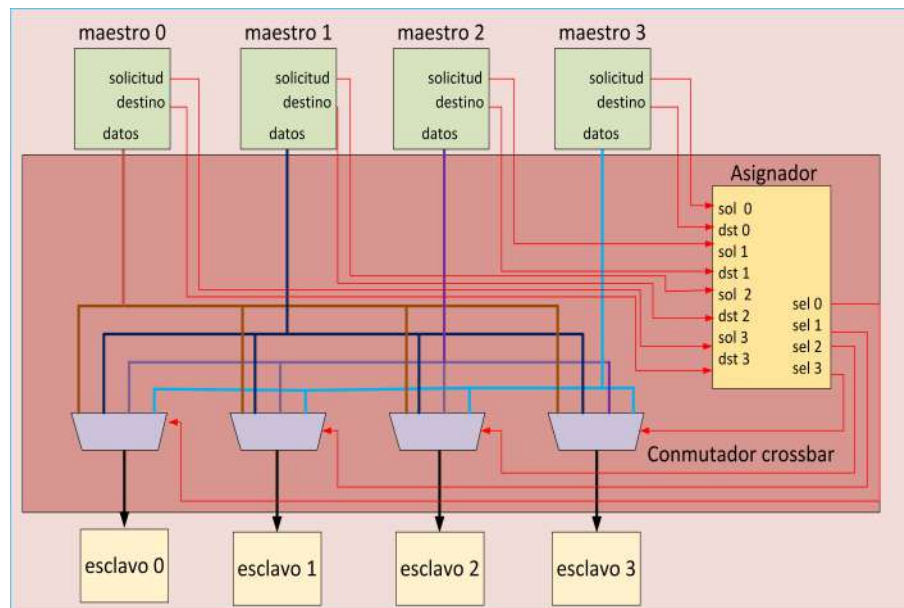 maestro 0
maestro 1
maestro 2
maestro 3
solicitud
destino
datos
solicitud
destino
datos
solicitud
destino
datos
solicitud
destino
datos
Asignador
sol 0
dst 0
sol 1
dst 1
sol 2
dst 2
sol 3
dst 3
sel 0
sel 1
sel 2
sel 3
Conmutador crossbar
esclavo 0
esclavo 1
esclavo 2
esclavo 3